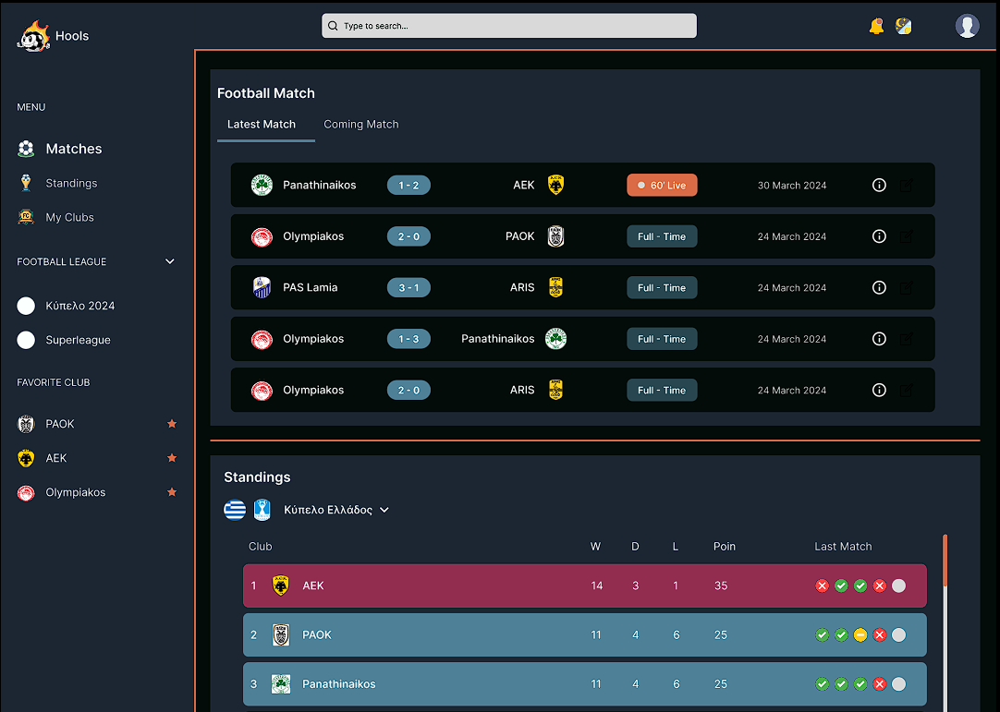 Hools
Type to search...
MENU
Matches
Standings
My Clubs
FOOTBALL LEAGUE
Κύπελο 2024
Superleague
FAVORITE CLUB
PAOK
AEK
Olympiakos
Football Match
Latest Match Coming Match
Panathinaikos 1 - 2 AEK 60' Live 30 March 2024
Olympiakos 2 - 0 PAOK Full - Time 24 March 2024
PAS Lamia 3 - 1 ARIS Full - Time 24 March 2024
Olympiakos 1 - 3 Panathinaikos Full - Time 24 March 2024
Olympiakos 2 - 0 ARIS Full - Time 24 March 2024
Standings
Κύπελο Ελλάδος
Club W D L Poin Last Match
1 AEK 14 3 1 35
2 PAOK 11 4 6 25
3 Panathinaikos 11 4 6 25